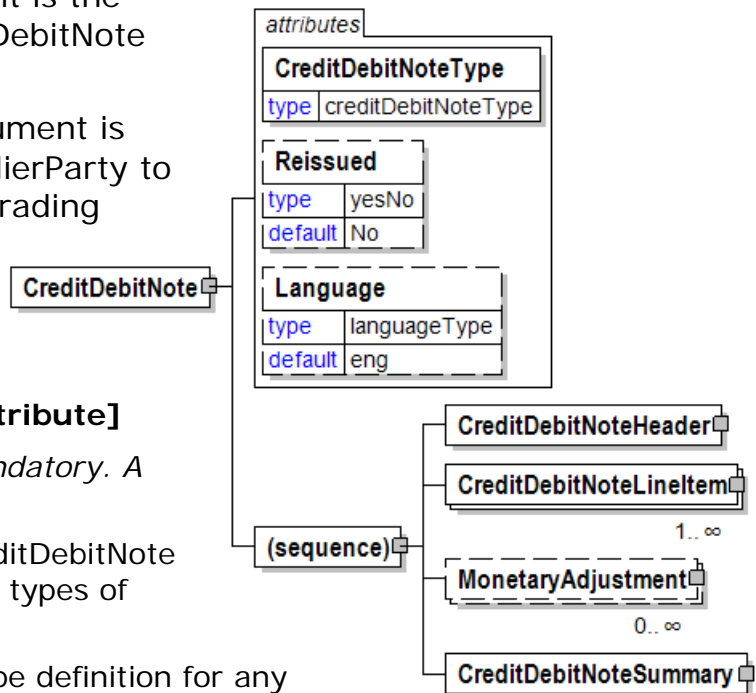 t is the
DebitNote
ument is
lierParty to
rading
tribute]
ndatory. A
ditDebitNote
types of
pe definition for any
attributes
CreditDebitNoteType
type creditDebitNoteType
Reissued
type yesNo
default No
Language
type languageType
default eng
CreditDebitNote
(sequence)
CreditDebitNoteHeader
CreditDebitNoteLineItem
1..∞
MonetaryAdjustment
0..∞
CreditDebitNoteSummary